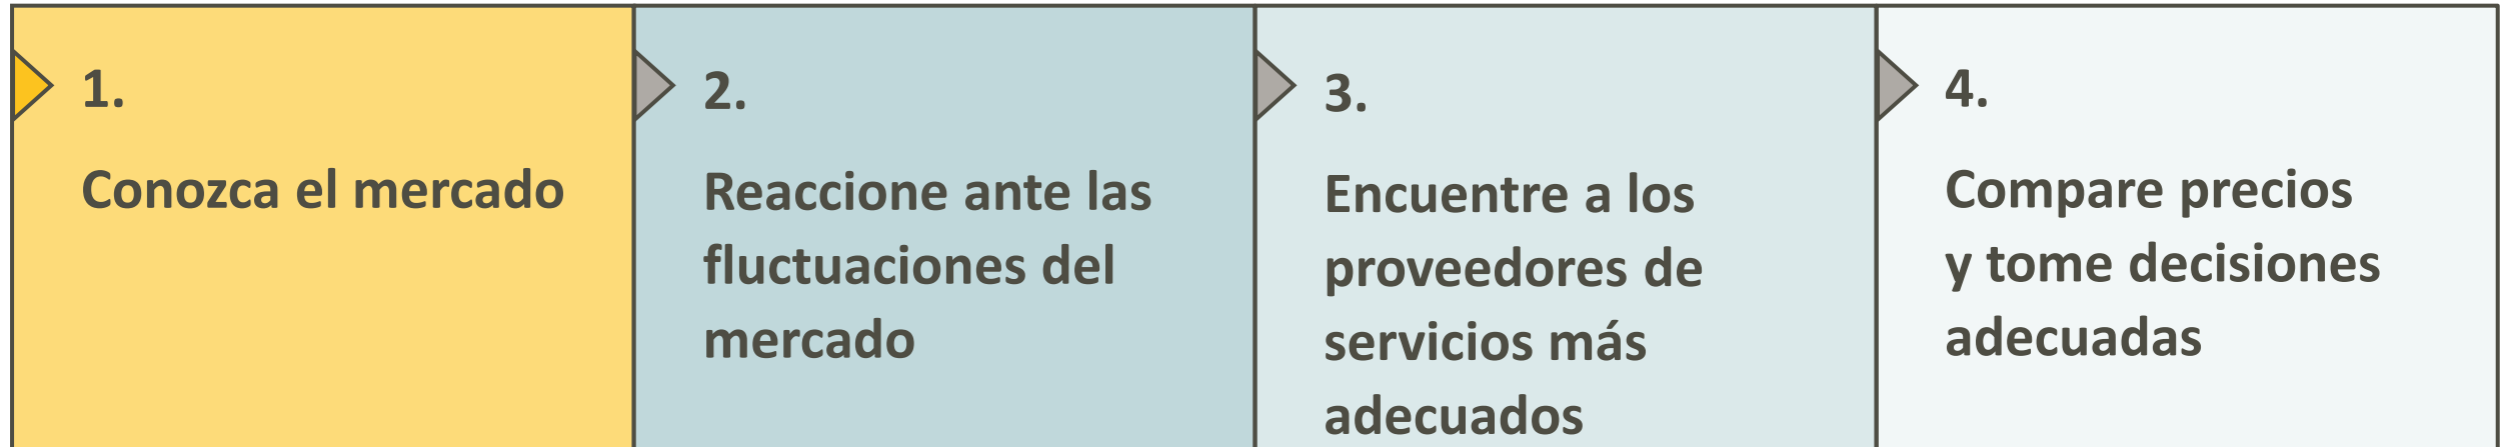 1.
Conozca el mercado
2.
Reaccione ante las
fluctuaciones del
mercado
3.
Encuentre a los
proveedores de
servicios más
adecuados
4.
Compare precios
y tome decisiones
adecuadas